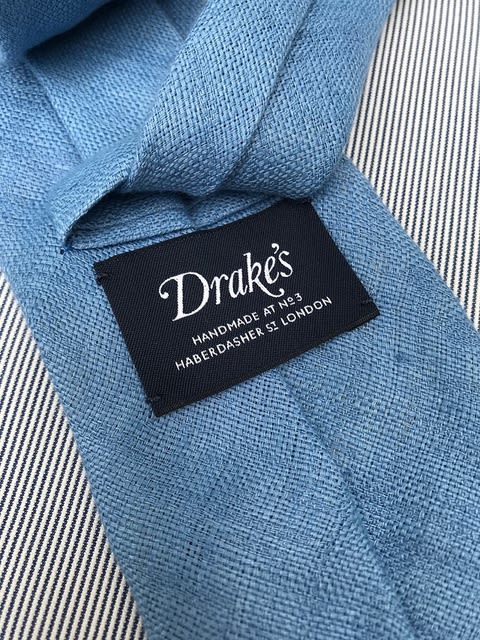 Drake's
HANDMADE AT Nº3
HABERDASHER ST LONDON